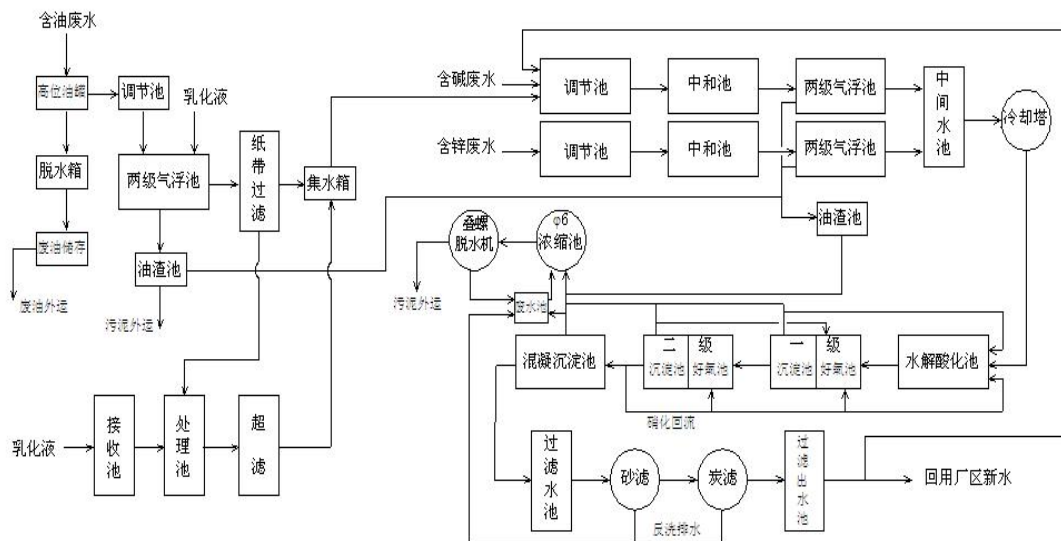 含油废水
高位油罐
调节池
乳化液
脱水箱
两级气浮池
纸带过滤
集水箱
废油储存
油渣池
废油外运
污泥外运
含碱废水
调节池
中和池
两级气浮池
中间水池
冷却塔
含锌废水
调节池
中和池
两级气浮池
油渣池
叠螺
脱水机
φ6
浓缩池
污泥外运
废水池
混凝沉淀池
二 级
沉淀池 好氧池
一 级
沉淀池 好氧池
水解酸化池
硝化回流
乳化液
接收池
处理池
超滤
过滤水池
砂滤
炭滤
过滤出水池
回用厂区新水
反洗排水